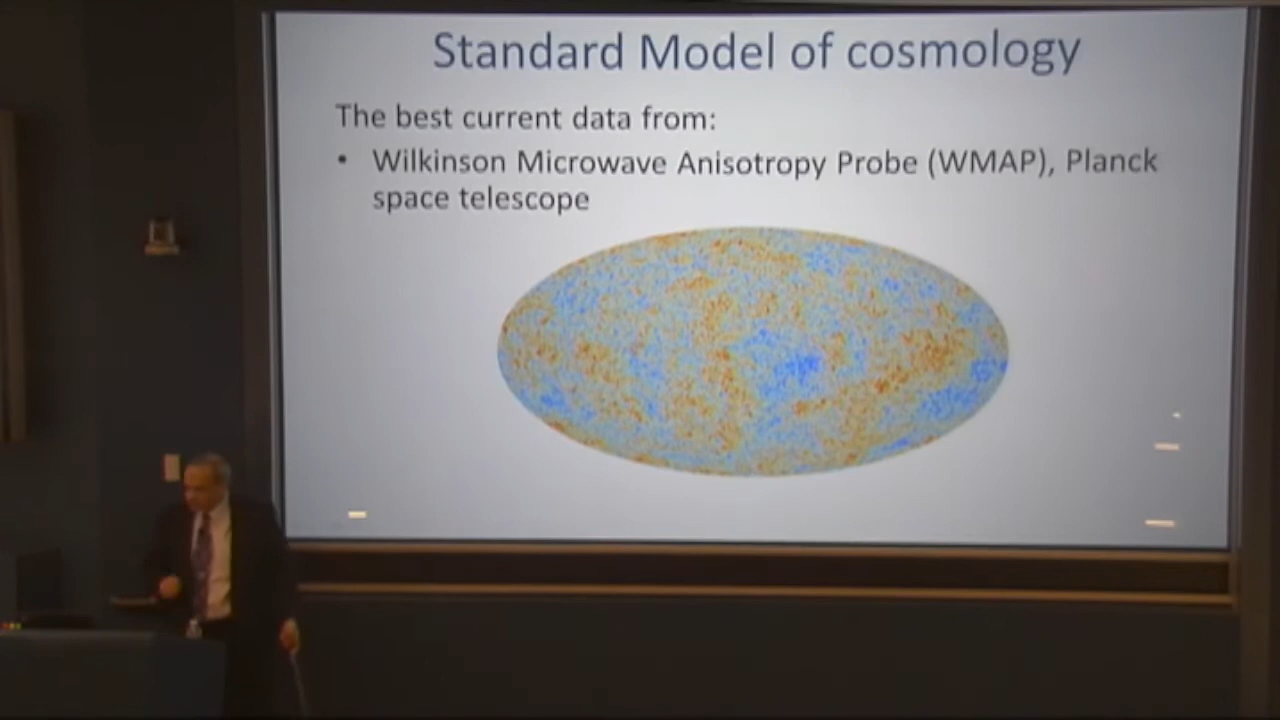 Standard Model of cosmology
The best current data from:
• Wilkinson Microwave Anisotropy Probe (WMAP), Planck
space telescope